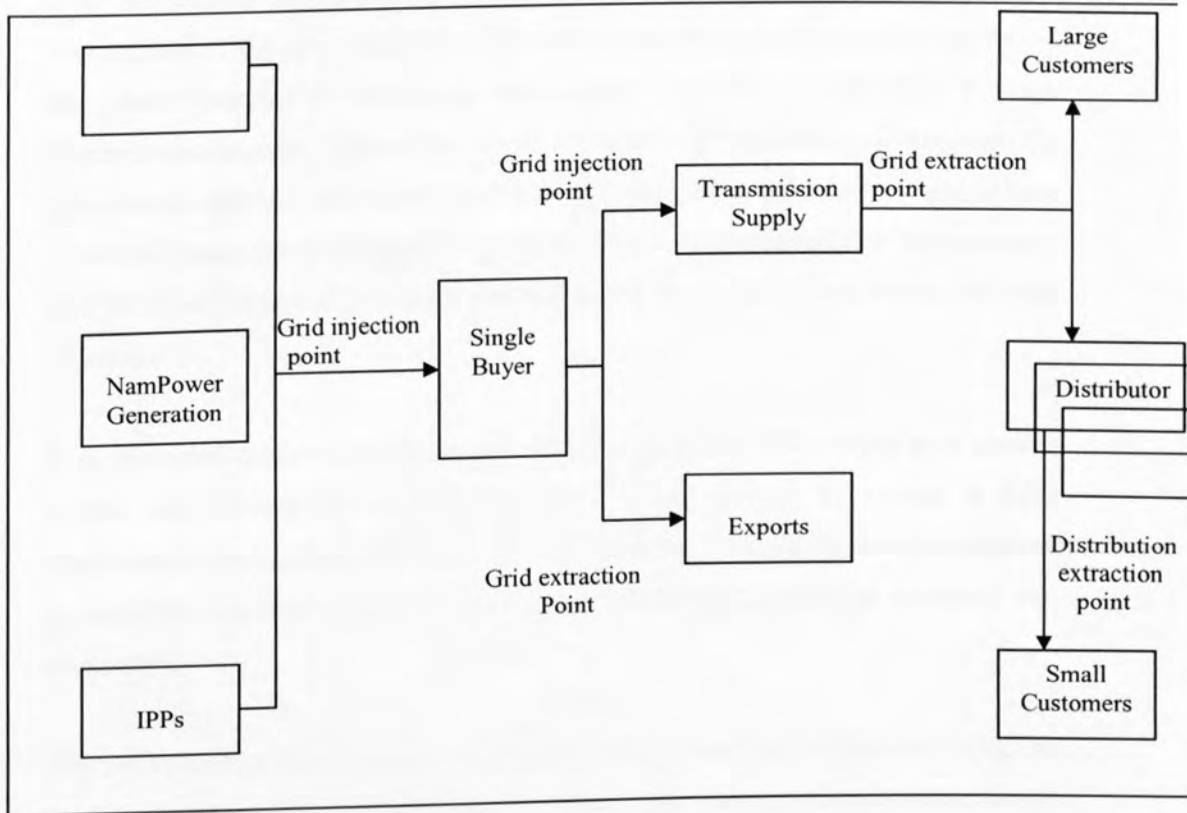 Large
Customers
Grid injection
point
Grid extraction
point
Transmission
Supply
Grid injection
point
Single
Buyer
NamPower
Generation
Distributor
Exports
Grid extraction
Point
Distribution
extraction
point
IPPs
Small
Customers